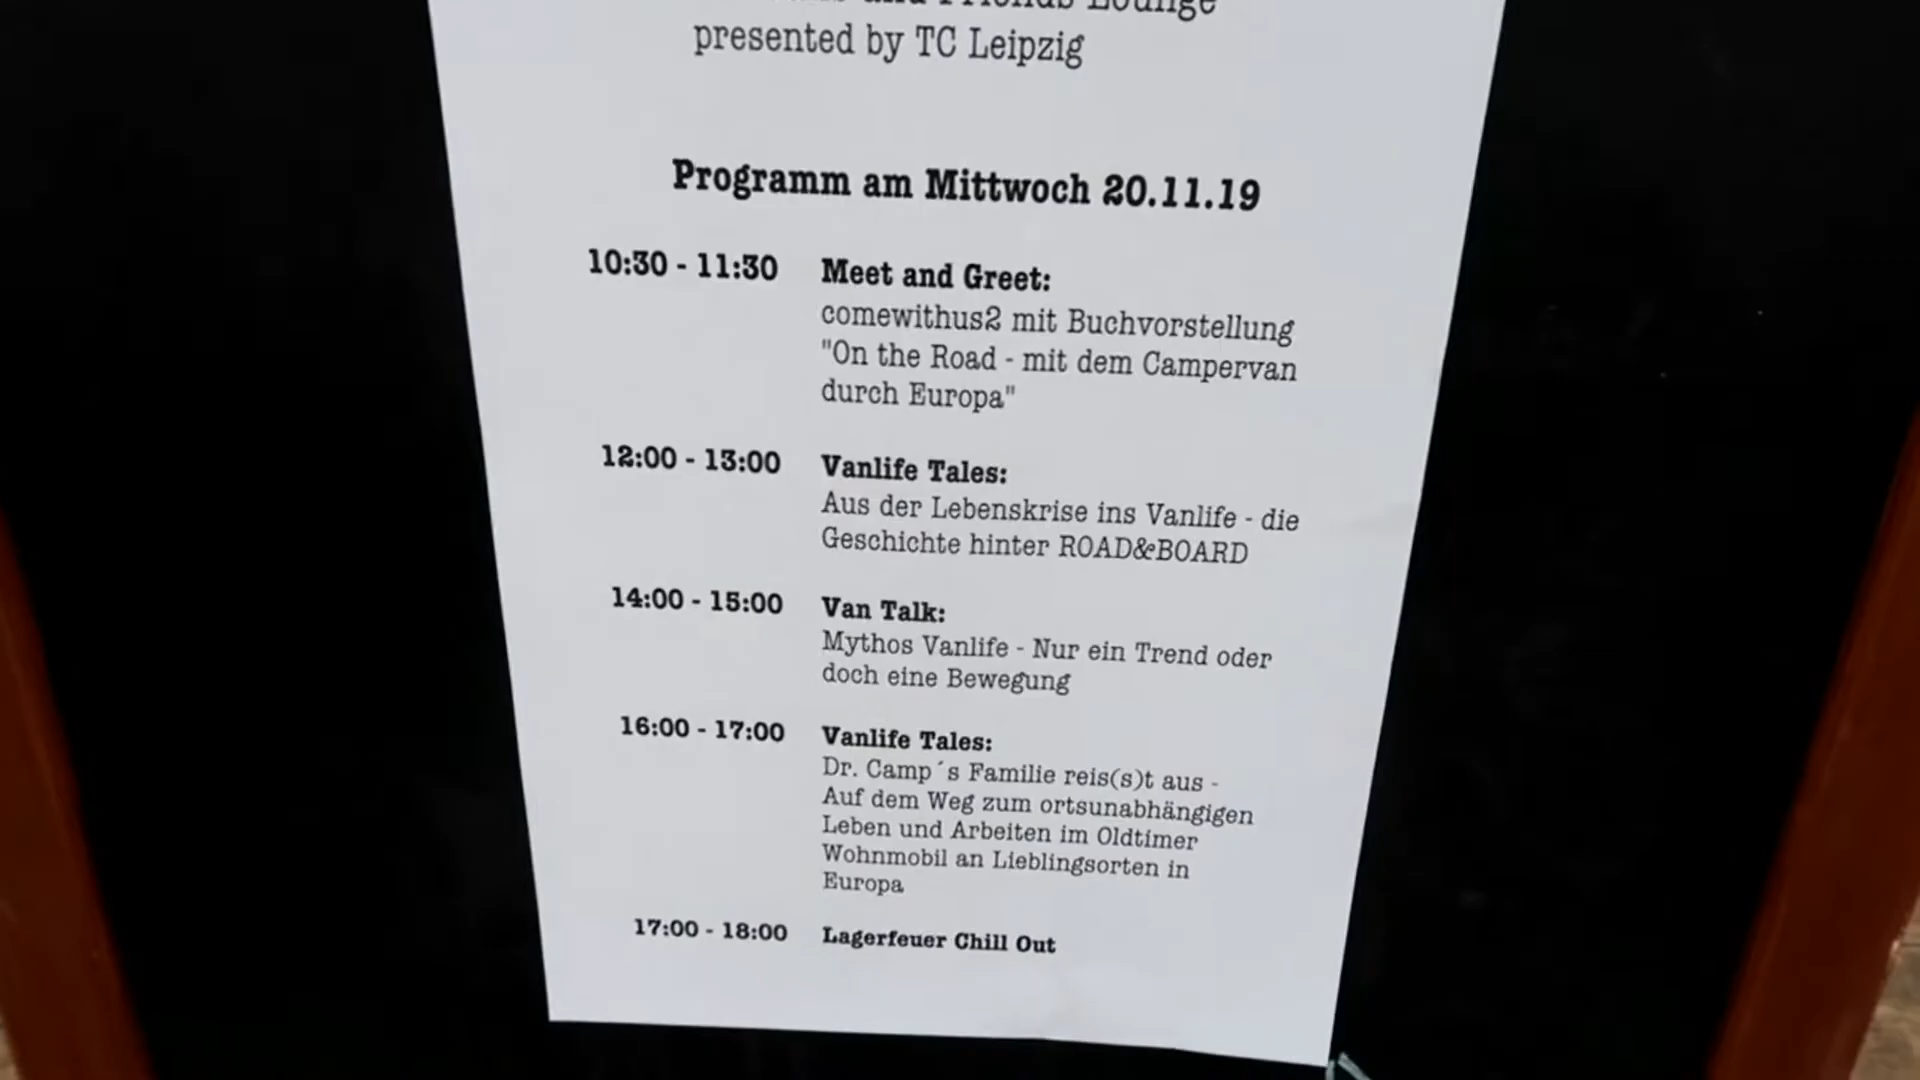 and Friends Lounge
presented by TC Leipzig
Programm am Mittwoch 20.11.19
10:30 - 11:30 Meet and Greet:
comewithus2 mit Buchvorstellung
"On the Road - mit dem Campervan
durch Europa"
12:00 - 13:00 Vanlife Tales:
Aus der Lebenskrise ins Vanlife - die
Geschichte hinter ROAD&BOARD
14:00 - 15:00 Van Talk:
Mythos Vanlife - Nur ein Trend oder
doch eine Bewegung
16:00 - 17:00 Vanlife Tales:
Dr. Camp´s Familie reis(s)t aus -
Auf dem Weg zum ortsunabhängigen
Leben und Arbeiten im Oldtimer
Wohnmobil an Lieblingsorten in
Europa
17:00 - 18:00 Lagerfeuer Chill Out